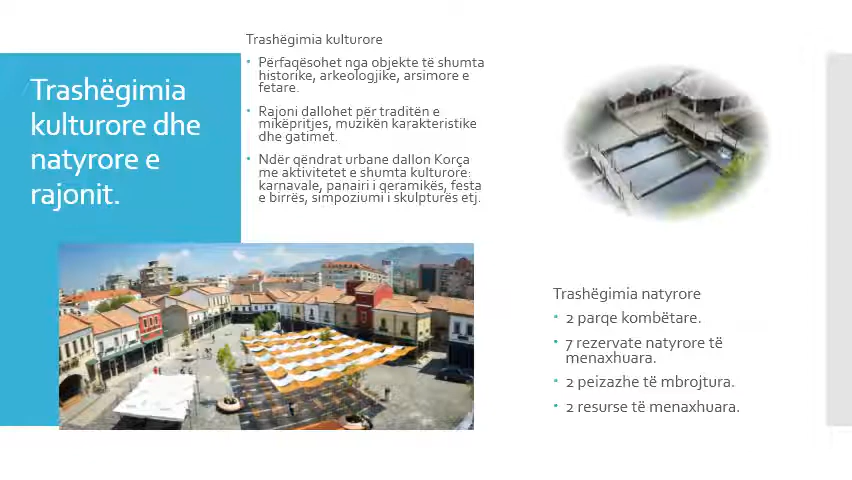 Trashëgimia
kulturore dhe
natyrore e
rajonit.
Trashëgimia kulturore
• Përfaqësohet nga objekte të shumta
historike, arkeologjike, arsimore e
fetare.
• Rajoni dallohet për traditën e
mikëpritjes, muzikën karakteristike
dhe gatimet.
• Ndër qëndrat urbane dallon Korça
me aktivitetet e shumta kulturore:
karnavale, panairi i qeramikës, festa
e birrës, simpoziumi i skulpturës etj.
Trashëgimia natyrore
• 2 parqe kombëtare.
• 7 rezervate natyrore të
menaxhuara.
• 2 peizazhe të mbrojtura.
• 2 resurse të menaxhuara.